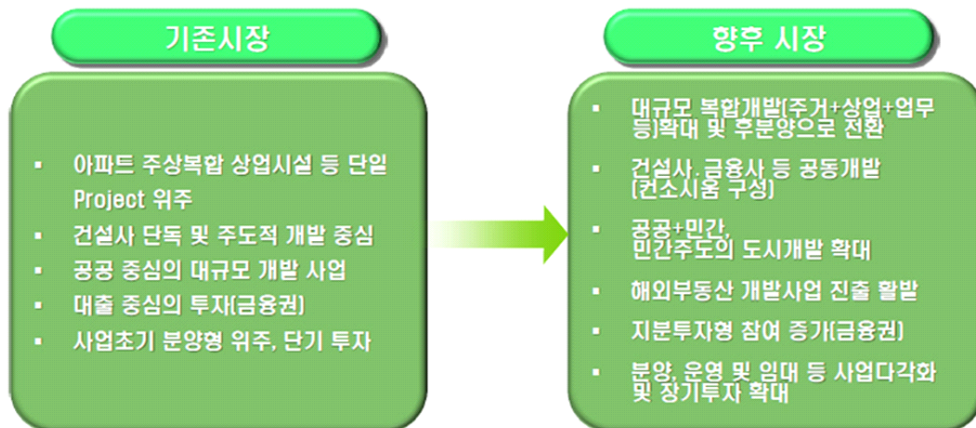 기존시장
▪ 아파트 주상복합 상업시설 등 단일
Project 위주
▪ 건설사 단독 및 주도적 개발 중심
▪ 공공 중심의 대규모 개발 사업
▪ 대출 중심의 투자(금융권)
▪ 사업초기 분양형 위주, 단기 투자
향후 시장
▪ 대규모 복합개발(주거+상업+업무
등)확대 및 후분양으로 전환
▪ 건설사. 금융사 등 공동개발
(컨소시움 구성)
▪ 공공+민간,
민간주도의 도시개발 확대
▪ 해외부동산 개발사업 진출 활발
▪ 지분투자형 참여 증가(금융권)
▪ 분양, 운영 및 임대 등 사업다각화
및 장기투자 확대